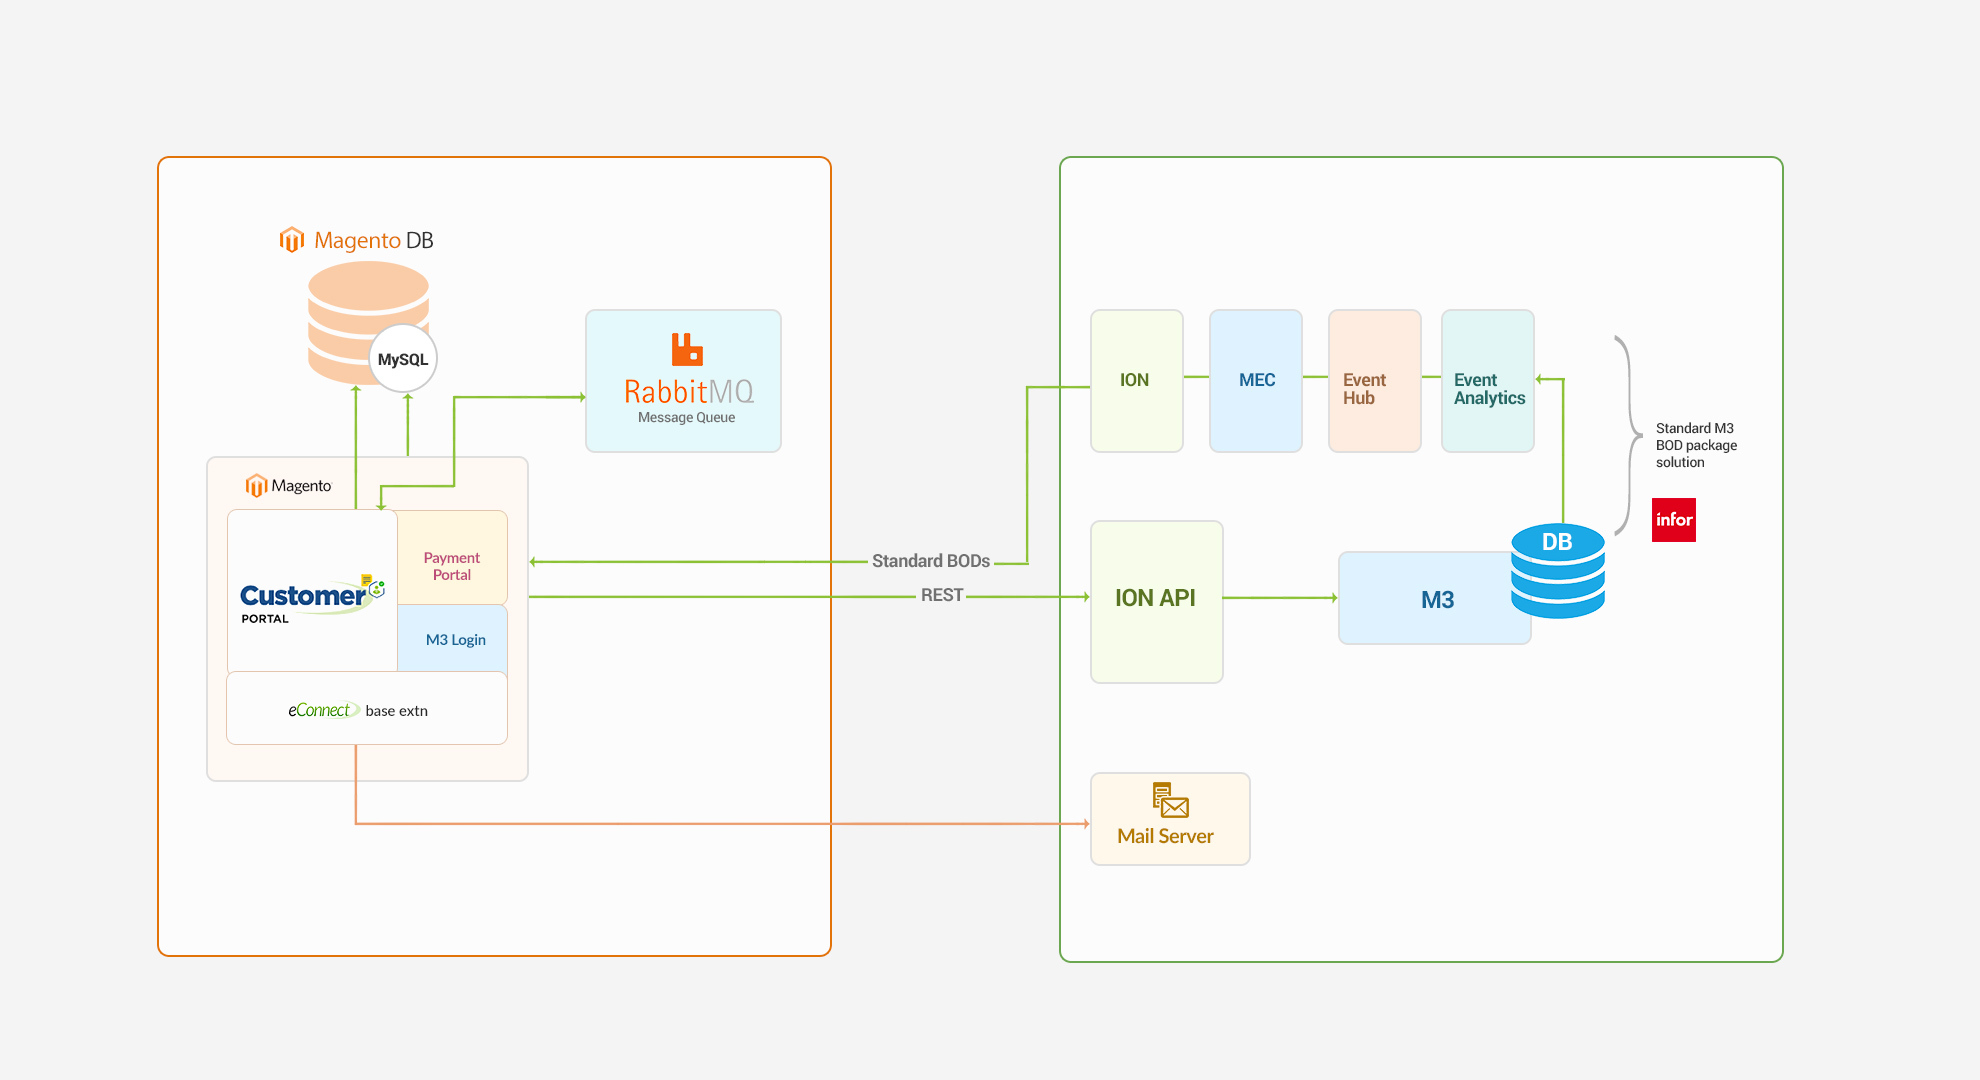 Magento DB
MySQL
RabbitMQ
Message Queue
Magento
Customer
PORTAL
Payment
Portal
M3 Login
eConnect base extn
Standard BODs
REST
ION
MEC
Event
Hub
Event
Analytics
Standard M3
BOD package
solution
infor
DB
ION API
M3
Mail Server